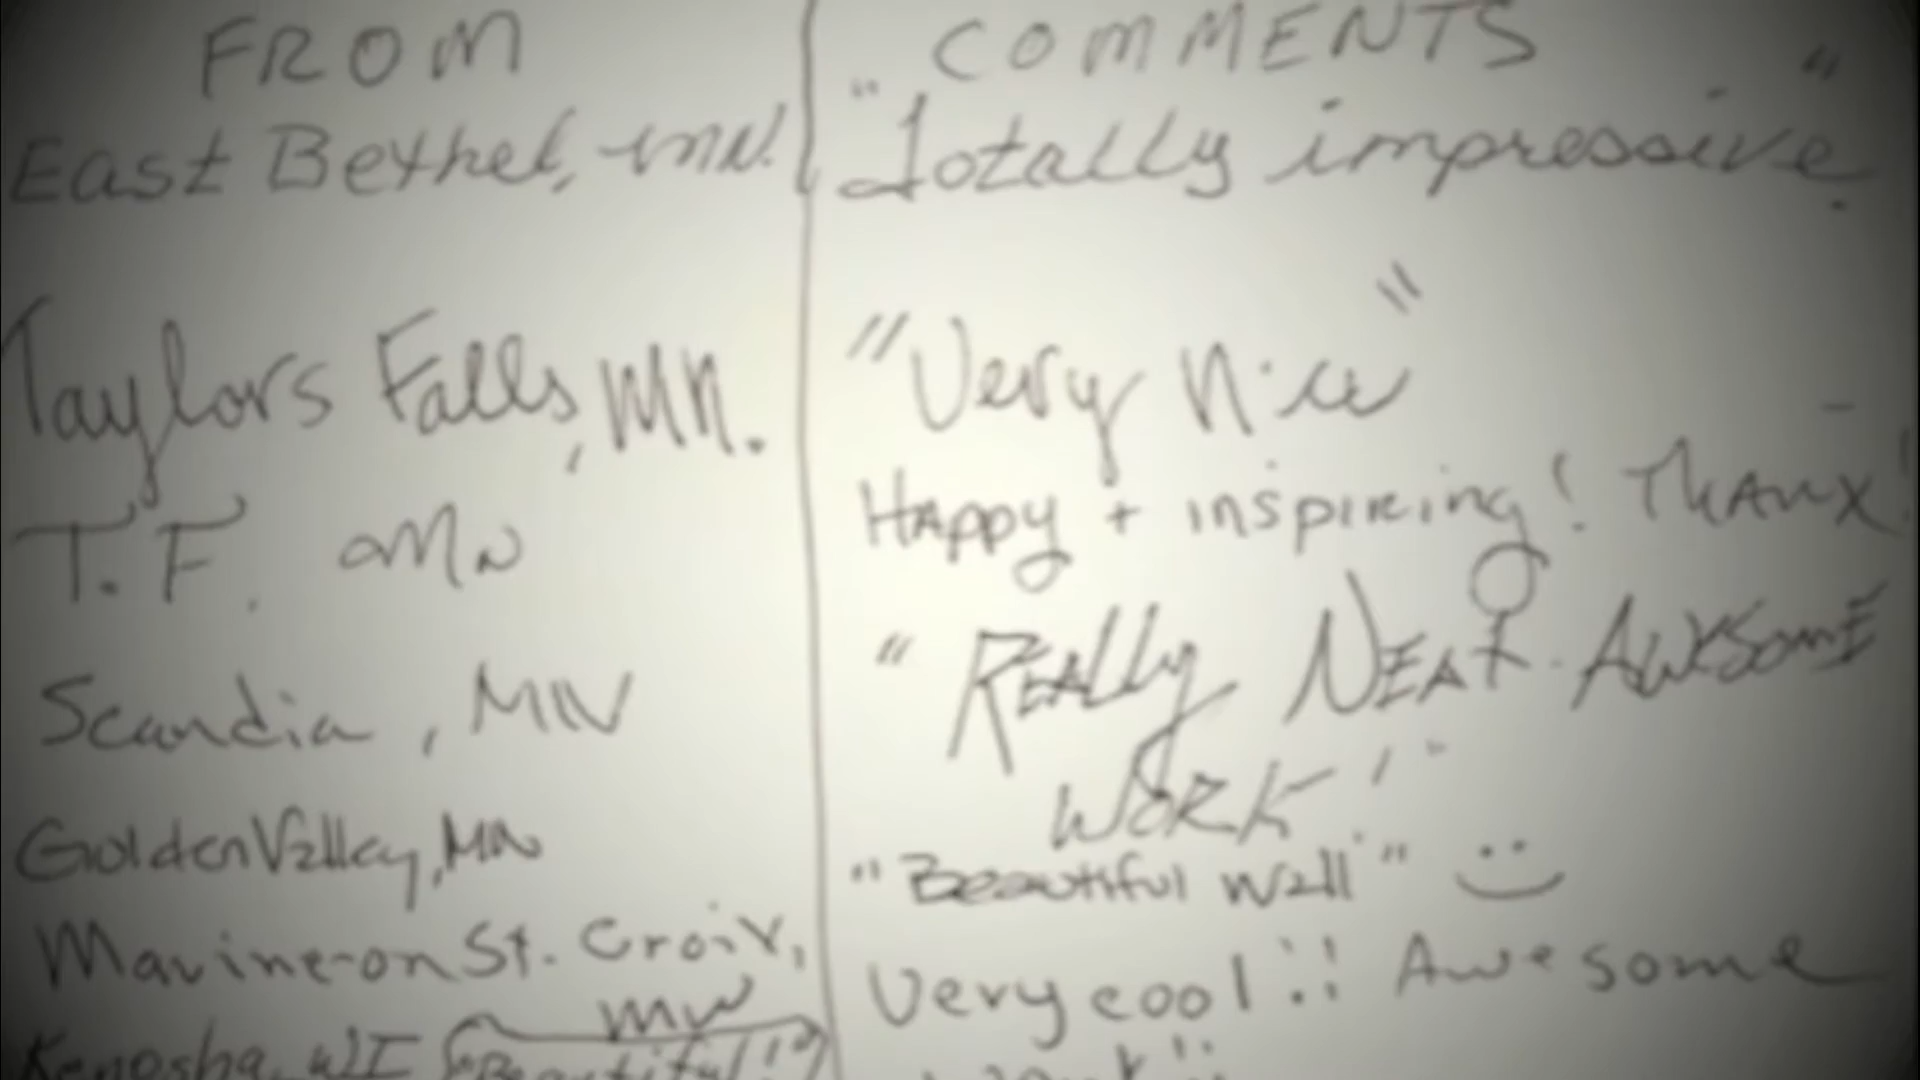 FROM COMMENTS
East Bethel, MN. "Totally impressive."
Taylors Falls, MN. "Very Nice"
T.F. MN Happy + inspiring! Thanx!
Scandia, MN "Really Neat. Awesome
Work!"
Golden Valley, MN "Beautiful Wall"
Marine-on St. Croix, Very cool!! Awesome
MN
Kenosha, WI "Beautiful!!"